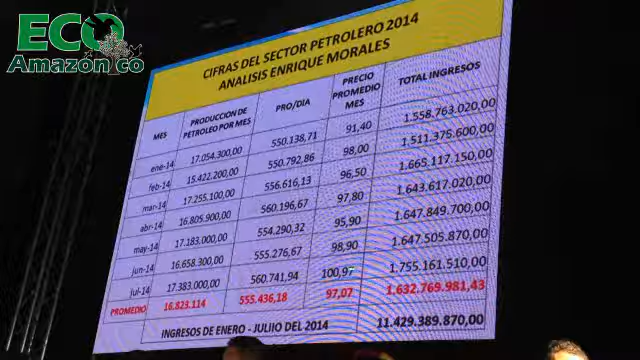 ECO
Amazónico
CIFRAS DEL SECTOR PETROLERO 2014
ANALISIS ENRIQUE MORALES
MES PRODUCCION DE PETROLEO POR MES PRO/DIA PRECIO PROMEDIO MES TOTAL INGRESOS
ene-14 17.054.300,00 550.138,71 91,40 1.558.763.020,00
feb-14 15.422.200,00 550.792,86 98,00 1.511.375.600,00
mar-14 17.255.100,00 556.616,13 96,50 1.665.117.150,00
abr-14 16.805.900,00 560.196,67 97,80 1.643.617.020,00
may-14 17.183.000,00 554.290,32 95,90 1.647.849.700,00
jun-14 16.658.300,00 555.276,67 98,90 1.647.505.870,00
jul-14 17.383.000,00 560.741,94 100,97 1.755.161.510,00
PROMEDIO 16.823.114 555.436,18 97,07 1.632.769.981,43
INGRESOS DE ENERO - JULIIO DEL 2014 11.429.389.870,00